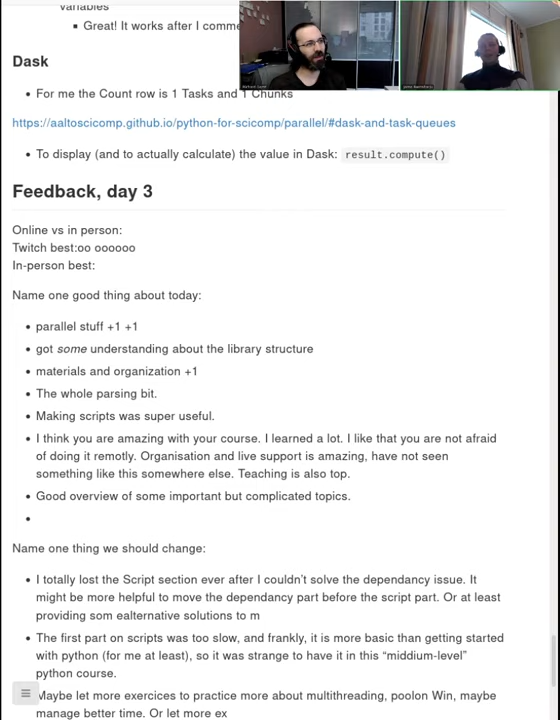 variables
Great! It works after I comme
Dask
For me the Count row is 1 Tasks and 1 Chunks
https://aaltoscicomp.github.io/python-for-scicomp/parallel/#dask-and-task-queues
To display (and to actually calculate) the value in Dask: result.compute()
Feedback, day 3
Online vs in person:
Twitch best:oo oooooo
In-person best:
Name one good thing about today:
parallel stuff +1 +1
got some understanding about the library structure
materials and organization +1
The whole parsing bit.
Making scripts was super useful.
I think you are amazing with your course. I learned a lot. I like that you are not afraid
of doing it remotly. Organisation and live support is amazing, have not seen
something like this somewhere else. Teaching is also top.
Good overview of some important but complicated topics.
Name one thing we should change:
I totally lost the Script section ever after I couldn't solve the dependancy issue. It
might be more helpful to move the dependancy part before the script part. Or at least
providing som ealternative solutions to m
The first part on scripts was too slow, and frankly, it is more basic than getting started
with python (for me at least), so it was strange to have it in this “middium-level”
python course.
Maybe let more exercices to practice more about multithreading, poolon Win, maybe
manage better time. Or let more ex